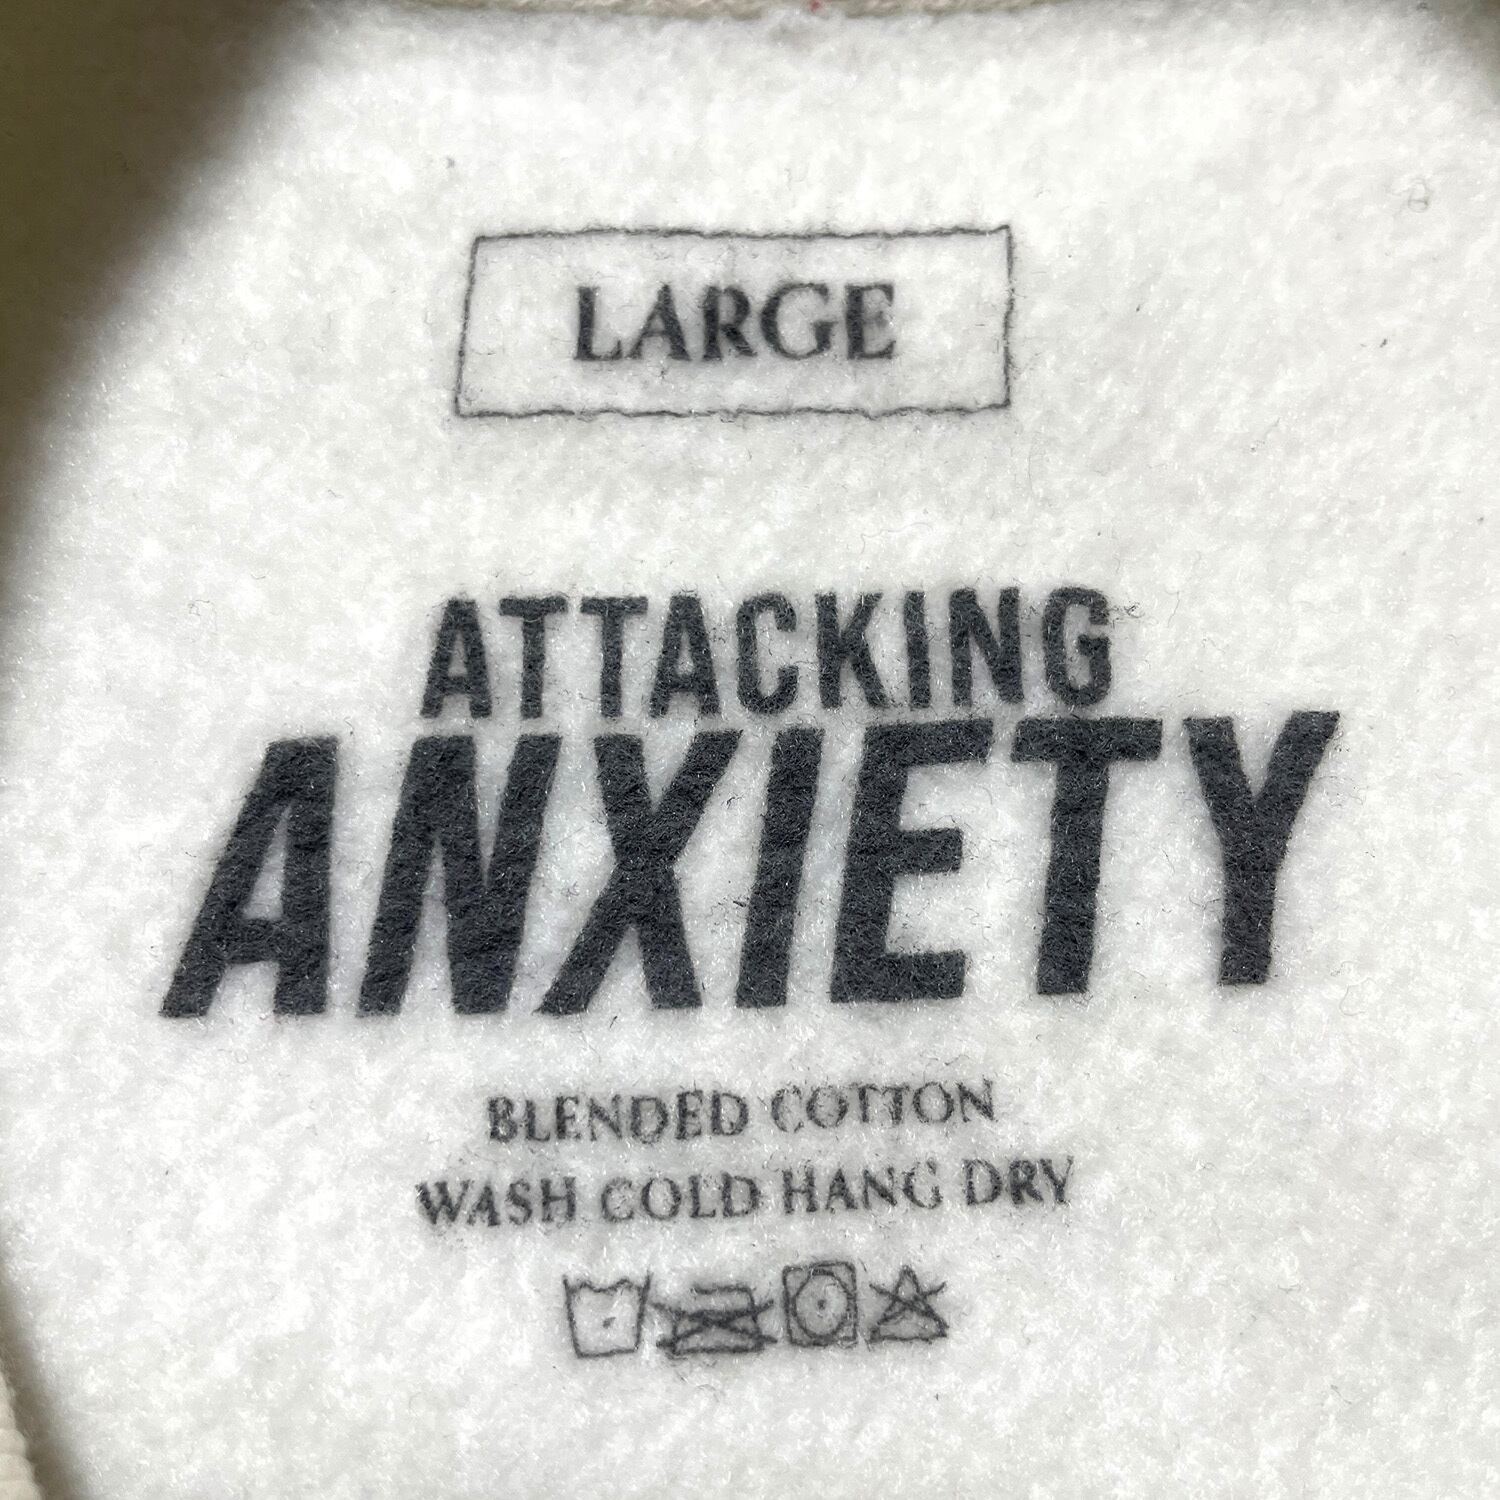 LARGE
ATTACKING
ANXIETY
BLENDED COTTON
WASH COLD HANG DRY